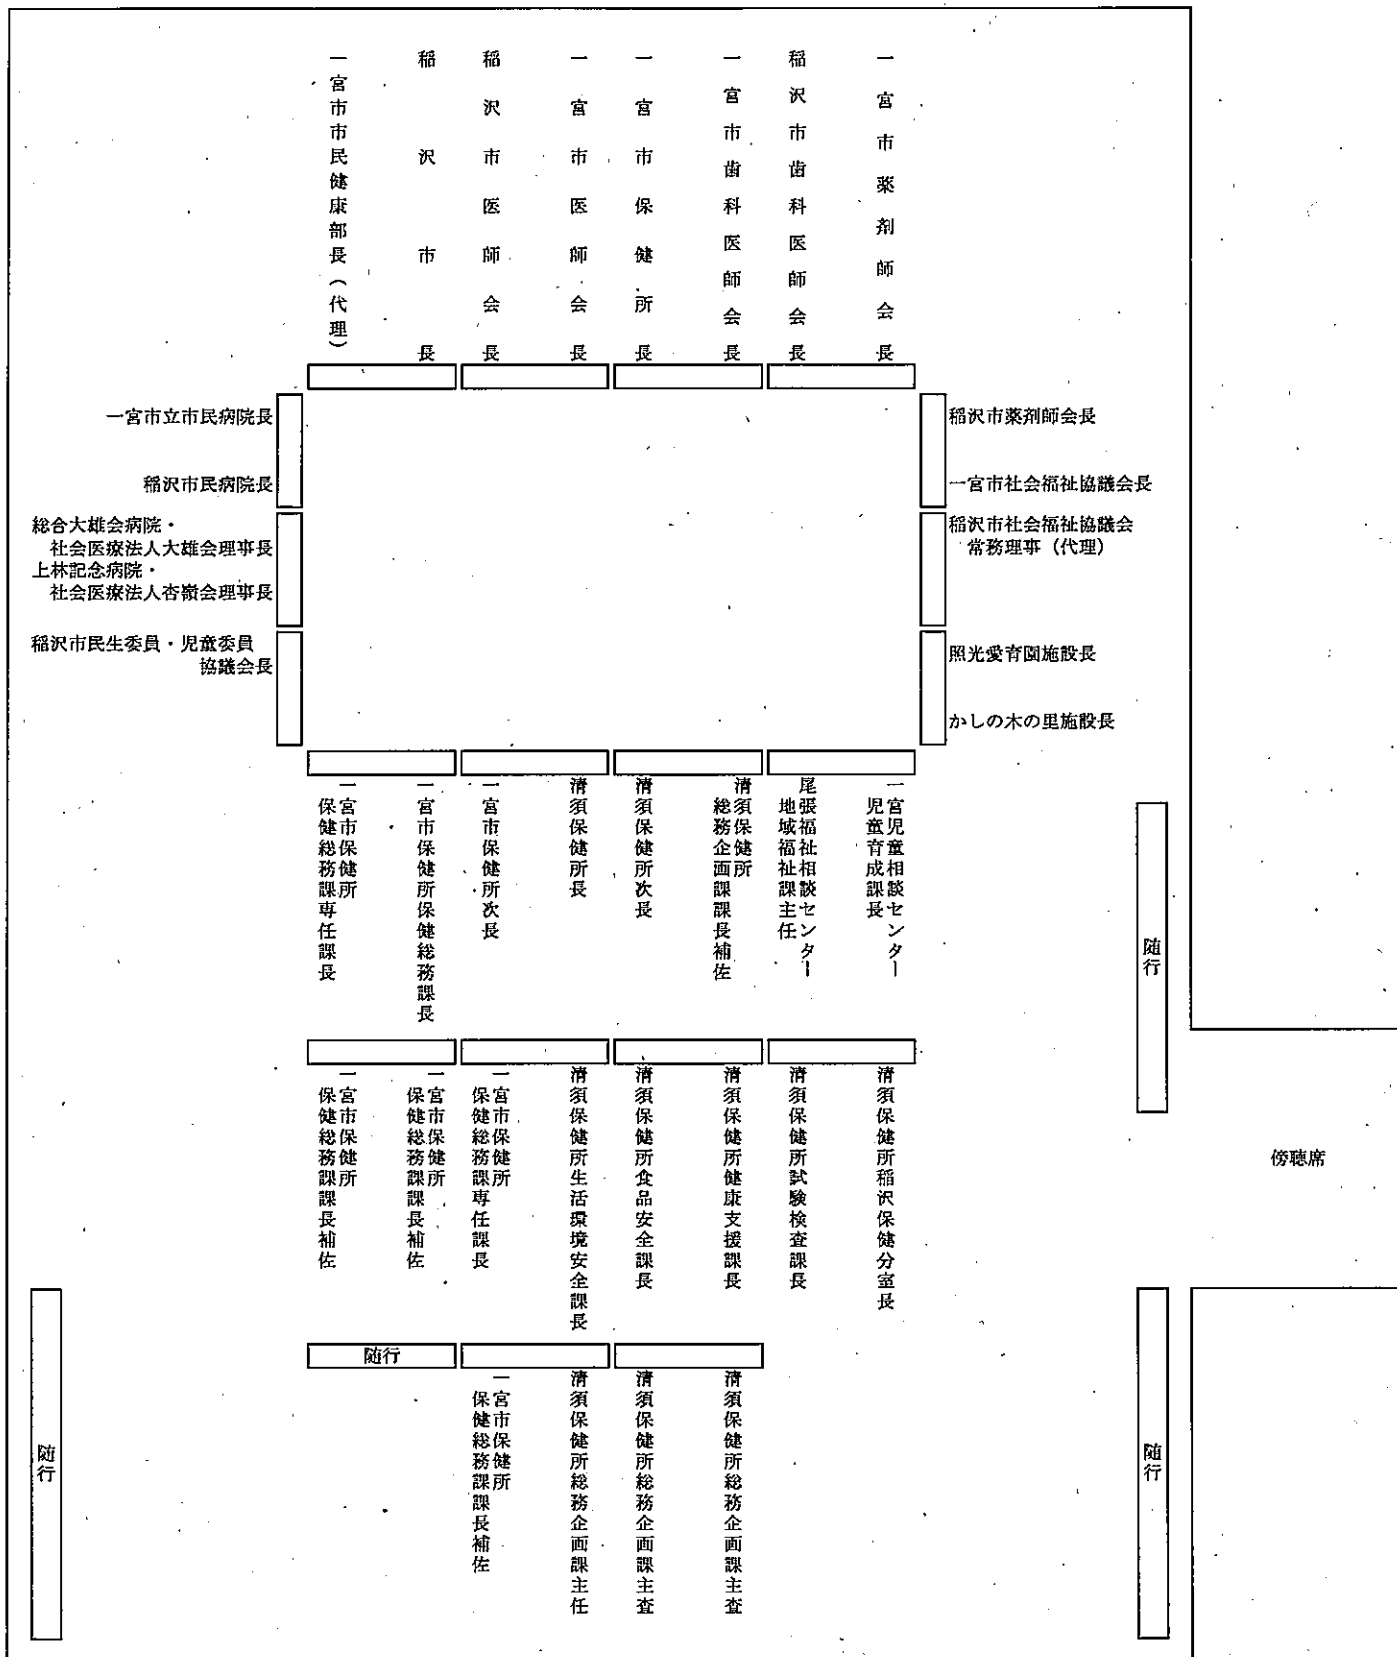 一宮市市民健康部長（代理）
稲沢市長
稲沢市医師会長
一宮市医師会長
一宮市保健所長
一宮市歯科医師会長
稲沢市歯科医師会長
一宮市薬剤師会長
一宮市立市民病院長
稲沢市民病院長
総合大雄会病院・
社会医療法人大雄会理事長
上林記念病院・
社会医療法人杏嶺会理事長
稲沢市民生委員・児童委員
協議会長
稲沢市薬剤師会長
一宮市社会福祉協議会長
稲沢市社会福祉協議会
常務理事（代理）
照光愛育園施設長
かしの木の里施設長
一宮市保健所
保健総務課専任課長
一宮市保健所保健総務課長
一宮市保健所次長
清須保健所長
清須保健所次長
清須保健所
総務企画課課長補佐
尾張福祉相談センター
地域福祉課主任
一宮児童相談センター
児童育成課長
随行
一宮市保健所
保健総務課課長補佐
一宮市保健所
保健総務課課長補佐
一宮市保健所
保健総務課専任課長
清須保健所生活環境安全課長
清須保健所食品安全課長
清須保健所健康支援課長
清須保健所試験検査課長
清須保健所稲沢保健分室長
傍聴席
随行
随行
一宮市保健所
保健総務課課長補佐
清須保健所総務企画課主任
清須保健所総務企画課主査
清須保健所総務企画課主査
随行